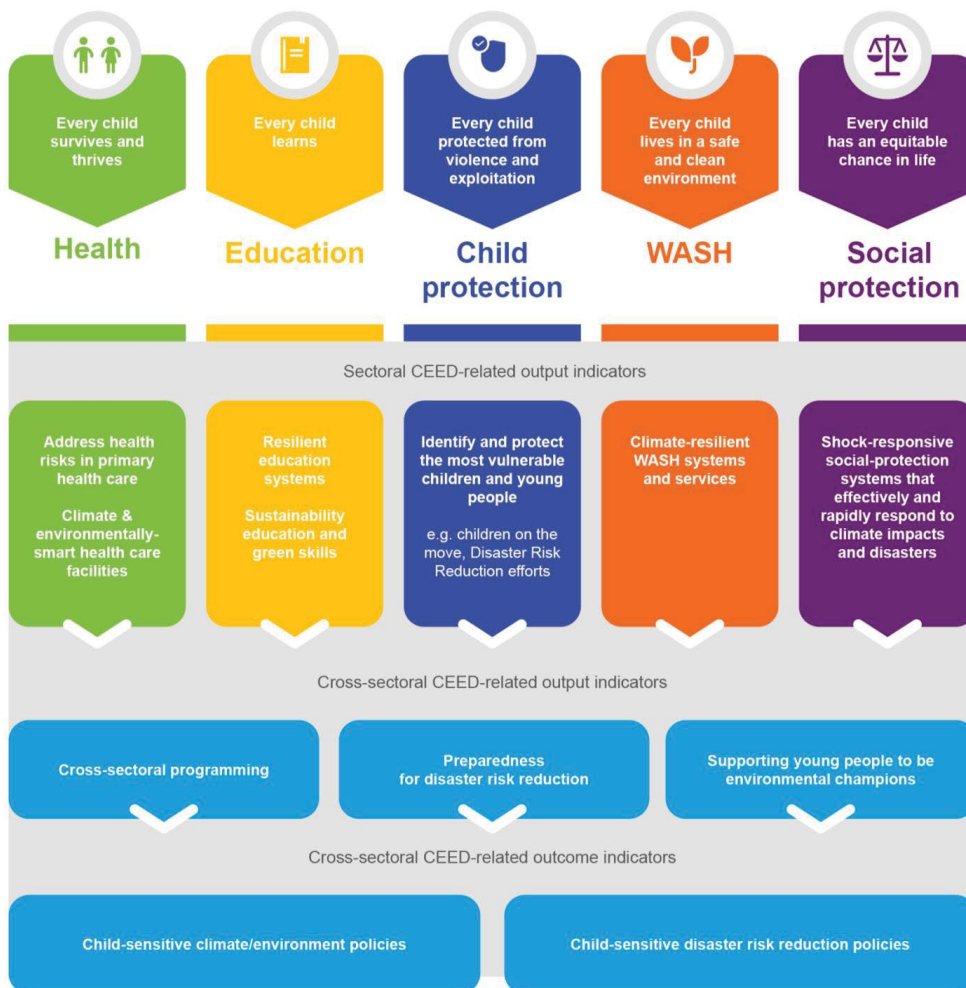 Every child
survives and
thrives
Every child
learns
Every child
protected from
violence and
exploitation
Every child
lives in a safe
and clean
environment
Every child
has an equitable
chance in life
Health
Education
Child
protection
WASH
Social
protection
Sectoral CEED-related output indicators
Address health
risks in primary
health care
Climate &
environmentally-
smart health care
facilities
Resilient
education
systems
Sustainability
education and
green skills
Identify and protect
the most vulnerable
children and young
people
e.g. children on the
move, Disaster Risk
Reduction efforts
Climate-resilient
WASH systems
and services
Shock-responsive
social-protection
systems that
effectively and
rapidly respond to
climate impacts
and disasters
Cross-sectoral CEED-related output indicators
Cross-sectoral programming
Preparedness
for disaster risk reduction
Supporting young people to be
environmental champions
Cross-sectoral CEED-related outcome indicators
Child-sensitive climate/environment policies
Child-sensitive disaster risk reduction policies